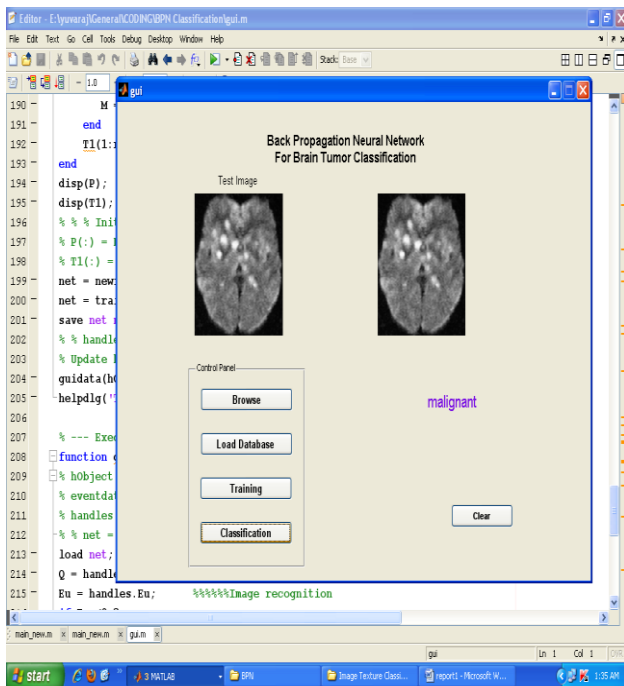 Editor - E:\yuvaraj\General\CODING\BPN Classification\gui.m
File Edit Text Go Cell Tools Debug Desktop Window Help
Stack: Base
- 1.0
gui
190 - M =
191 - end
192 - T1(1:
193 - end
194 - disp(P);
195 - disp(T1);
196 % % % Init
197 % P(:) =
198 % T1(:) =
199 - net = new
200 - net = tra
201 - save net
202 % % handle
203 % Update
204 - guidata(h
205 - helpdlg('
206
207 % --- Exe
208 function
209 % hObject
210 % eventdat
211 % handles
212 % % net =
213 - load net;
214 - Q = handle
215 - Eu = handles.Eu; %%%%%%Image recognition
Back Propagation Neural Network
For Brain Tumor Classification
Test Image
Control Panel
Browse
Load Database
Training
Classification
malignant
Clear
main_new.m x main_new.m x gui.m x
gui Ln 1 Col 1 OVR
start 3 MATLAB BPN Image Texture Classi... report1 - Microsoft W... 1:35 AM